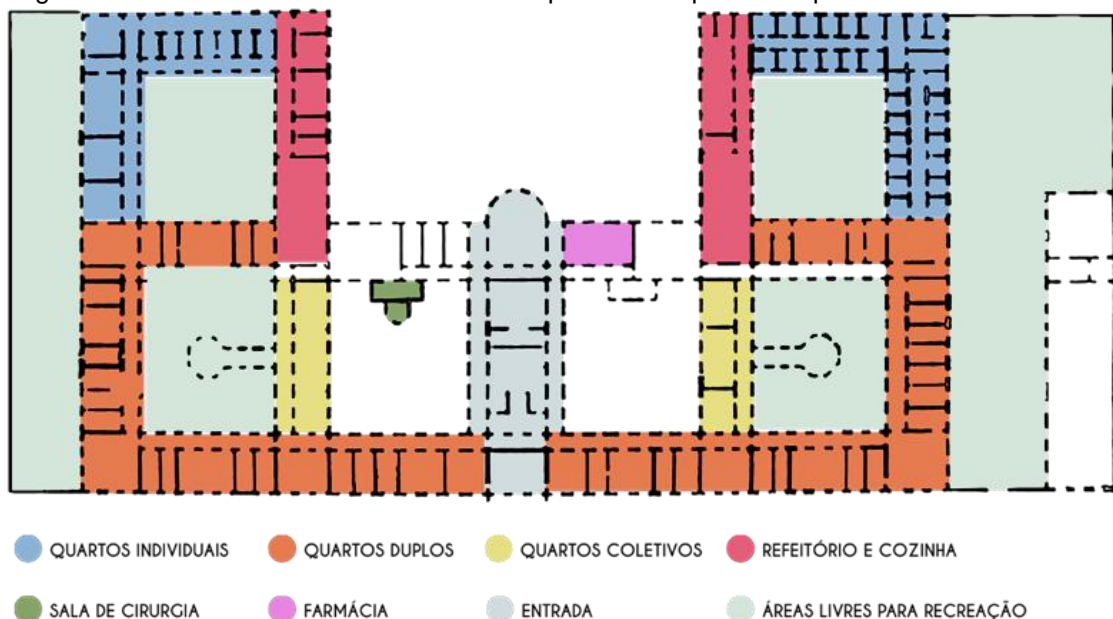 QUARTOS INDIVIDUAIS
QUARTOS DUPLOS
QUARTOS COLETIVOS
REFEITÓRIO E COZINHA
SALA DE CIRURGIA
FARMÁCIA
ENTRADA
ÁREAS LIVRES PARA RECREAÇÃO